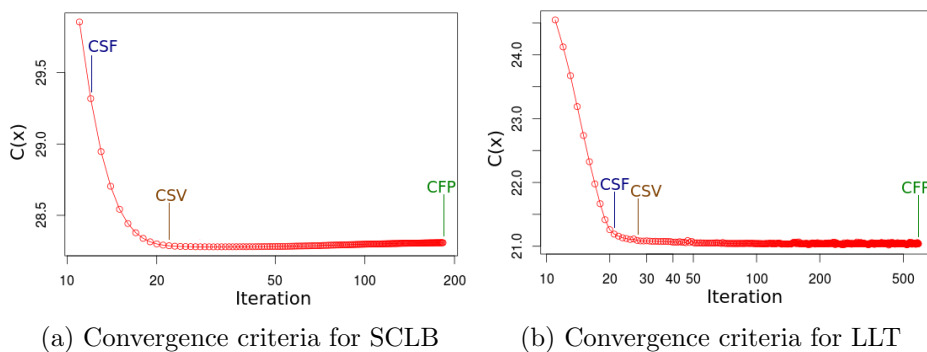 CSF
CSV
CFP
C(x)
29.5
29.0
28.5
10
20
50
100
200
Iteration
(a) Convergence criteria for SCLB
CSF
CSV
CFP
C(x)
24.0
23.0
22.0
21.0
10
20
30
40
50
100
200
500
Iteration
(b) Convergence criteria for LLT